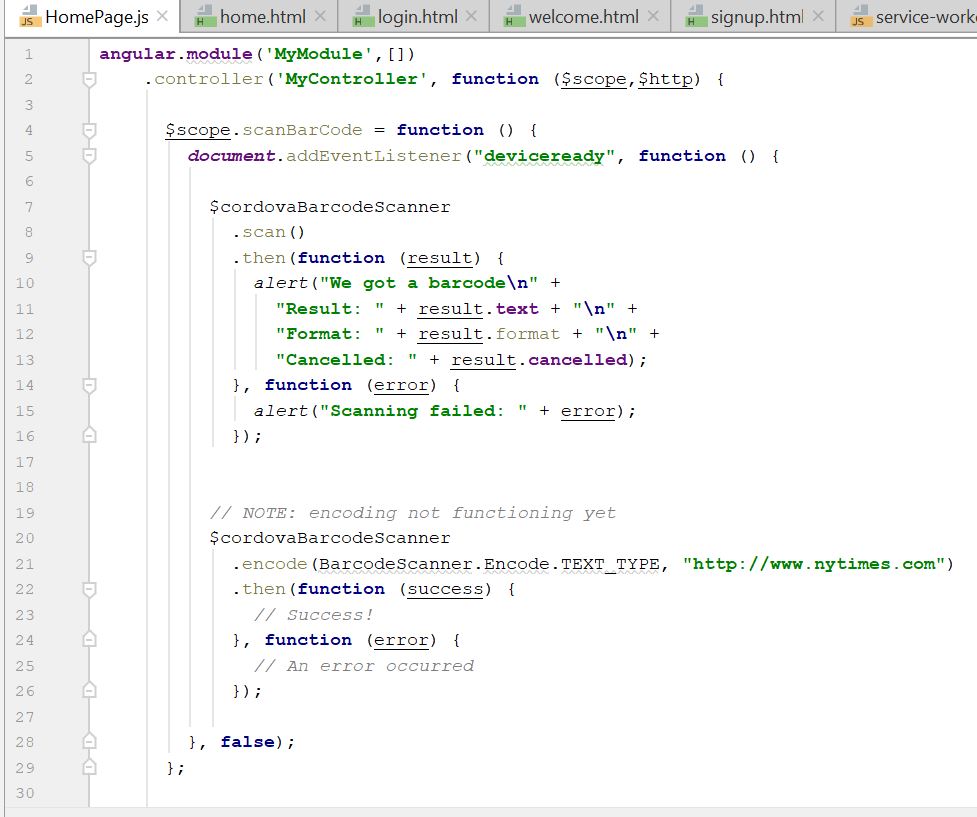 HomePage.js home.html login.html welcome.html signup.html service-work
1 angular.module('MyModule',[])
2 .controller('MyController', function ($scope,$http) {
3
4 $scope.scanBarCode = function () {
5 document.addEventListener("deviceready", function () {
6
7 $cordovaBarcodeScanner
8 .scan()
9 .then(function (result) {
10 alert("We got a barcode\n" +
11 "Result: " + result.text + "\n" +
12 "Format: " + result.format + "\n" +
13 "Cancelled: " + result.cancelled);
14 }, function (error) {
15 alert("Scanning failed: " + error);
16 });
17
18
19 // NOTE: encoding not functioning yet
20 $cordovaBarcodeScanner
21 .encode(BarcodeScanner.Encode.TEXT_TYPE, "http://www.nytimes.com")
22 .then(function (success) {
23 // Success!
24 }, function (error) {
25 // An error occurred
26 });
27
28 }, false);
29 };
30